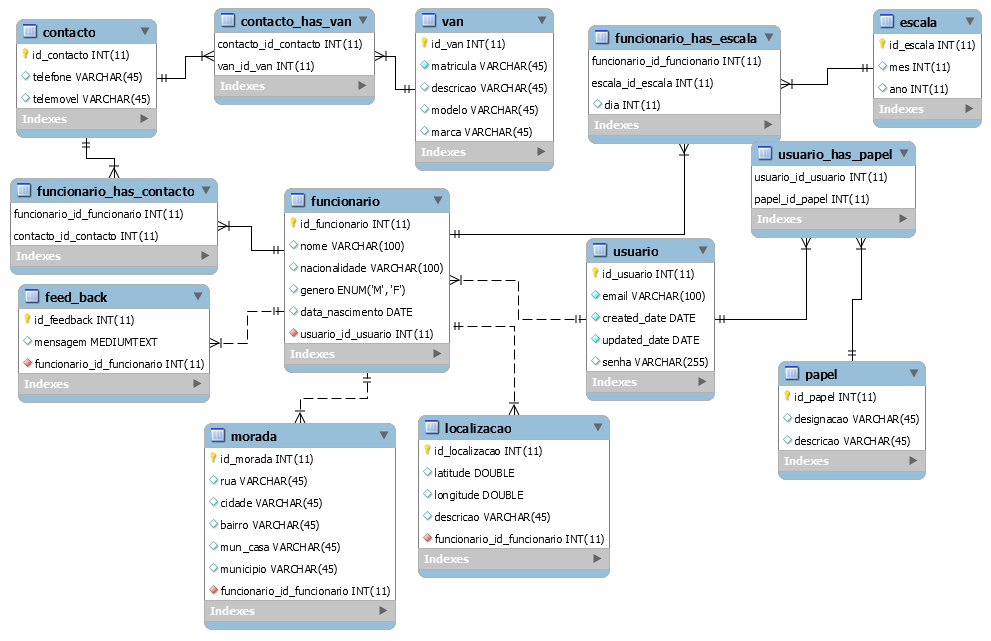 contacto
id_contacto INT(11)
telefone VARCHAR(45)
telemovel VARCHAR(45)
Indexes
contacto_has_van
contacto_id_contacto INT(11)
van_id_van INT(11)
Indexes
van
id_van INT(11)
matricula VARCHAR(45)
descricao VARCHAR(45)
modelo VARCHAR(45)
marca VARCHAR(45)
Indexes
funcionario_has_escala
funcionario_id_funcionario INT(11)
escala_id_escala INT(11)
dia INT(11)
Indexes
escala
id_escala INT(11)
mes INT(11)
ano INT(11)
Indexes
usuario_has_papel
usuario_id_usuario INT(11)
papel_id_papel INT(11)
Indexes
funcionario_has_contacto
funcionario_id_funcionario INT(11)
contacto_id_contacto INT(11)
Indexes
funcionario
id_funcionario INT(11)
nome VARCHAR(100)
nacionalidade VARCHAR(100)
genero ENUM('M','F')
data_nascimento DATE
usuario_id_usuario INT(11)
Indexes
usuario
id_usuario INT(11)
email VARCHAR(100)
created_date DATE
updated_date DATE
senha VARCHAR(255)
Indexes
feed_back
id_feedback INT(11)
mensagem MEDIUMTEXT
funcionario_id_funcionario INT(11)
Indexes
papel
id_papel INT(11)
designacao VARCHAR(45)
descricao VARCHAR(45)
Indexes
morada
id_morada INT(11)
rua VARCHAR(45)
cidade VARCHAR(45)
bairro VARCHAR(45)
mun_casa VARCHAR(45)
municipio VARCHAR(45)
funcionario_id_funcionario INT(11)
Indexes
localizacao
id_localizacao INT(11)
latitude DOUBLE
longitude DOUBLE
descricao VARCHAR(45)
funcionario_id_funcionario INT(11)
Indexes